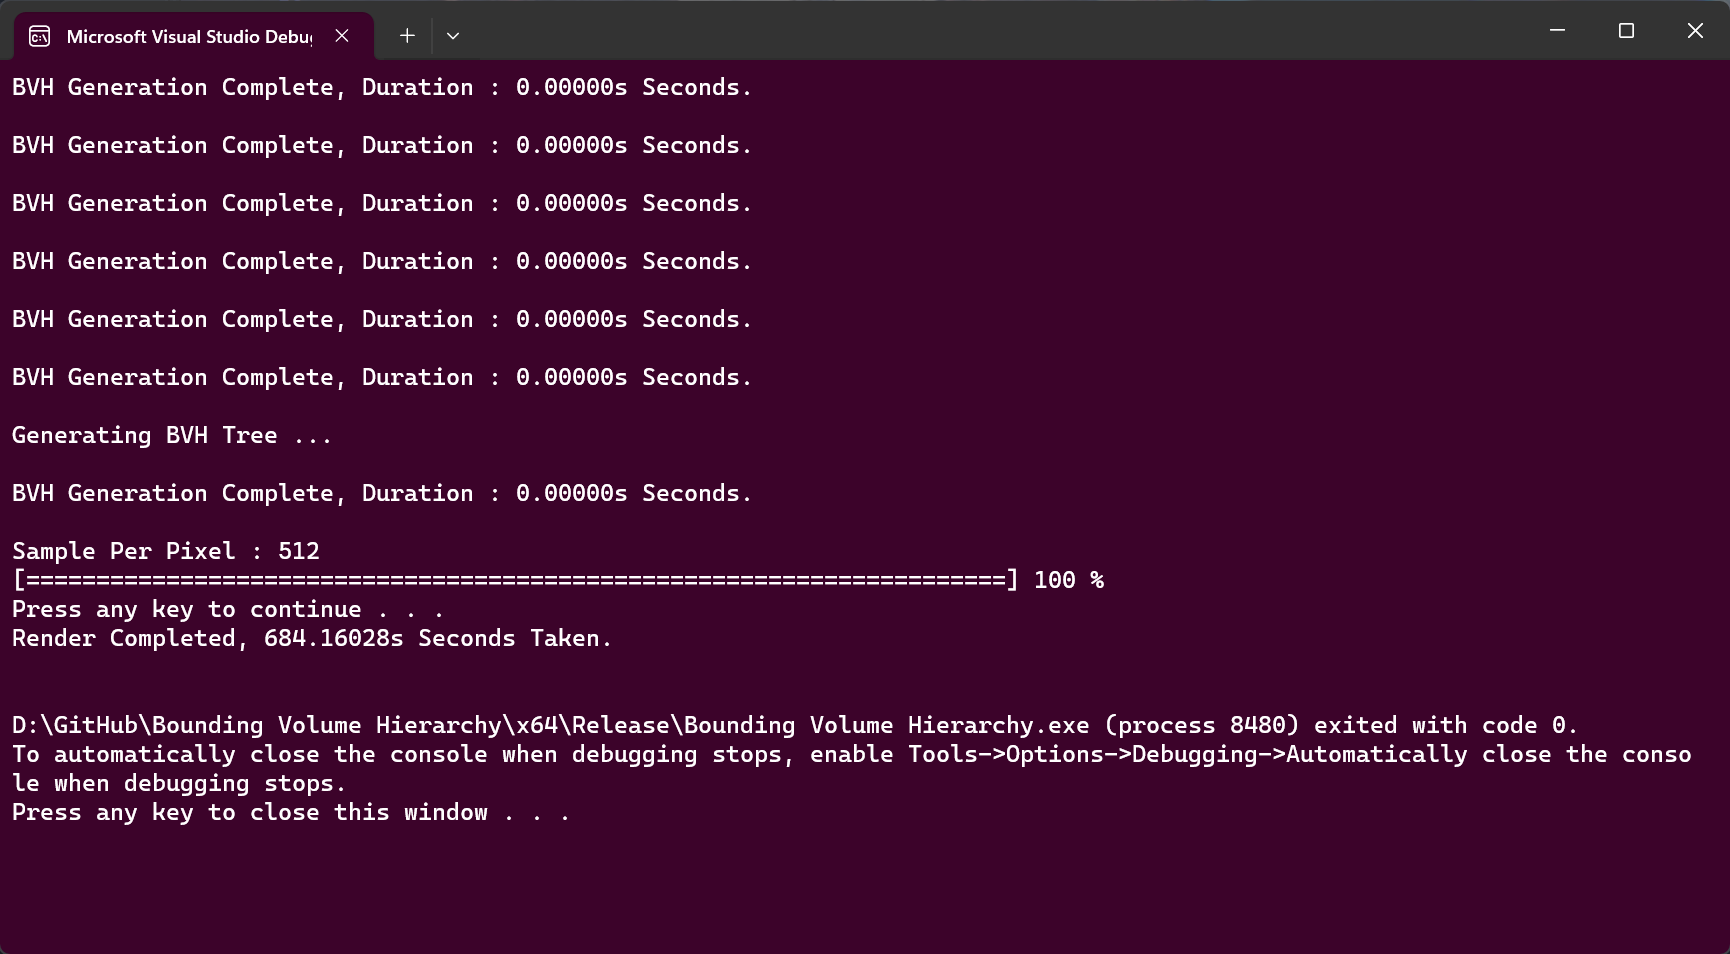 Microsoft Visual Studio Debug
BVH Generation Complete, Duration : 0.00000s Seconds.
BVH Generation Complete, Duration : 0.00000s Seconds.
BVH Generation Complete, Duration : 0.00000s Seconds.
BVH Generation Complete, Duration : 0.00000s Seconds.
BVH Generation Complete, Duration : 0.00000s Seconds.
BVH Generation Complete, Duration : 0.00000s Seconds.
Generating BVH Tree ...
BVH Generation Complete, Duration : 0.00000s Seconds.
Sample Per Pixel : 512
[======================================================================] 100 %
Press any key to continue . . .
Render Completed, 684.16028s Seconds Taken.
D:\GitHub\Bounding Volume Hierarchy\x64\Release\Bounding Volume Hierarchy.exe (process 8480) exited with code 0.
To automatically close the console when debugging stops, enable Tools->Options->Debugging->Automatically close the conso
le when debugging stops.
Press any key to close this window . . .